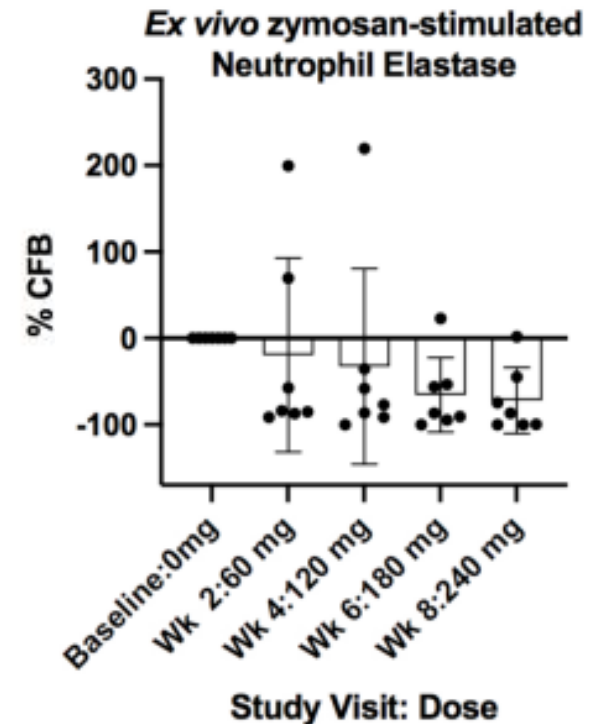 Ex vivo zymosan-stimulated
Neutrophil Elastase
% CFB
300
200
100
0
-100
Baseline:0mg
Wk 2:60 mg
Wk 4:120 mg
Wk 6:180 mg
Wk 8:240 mg
Study Visit: Dose